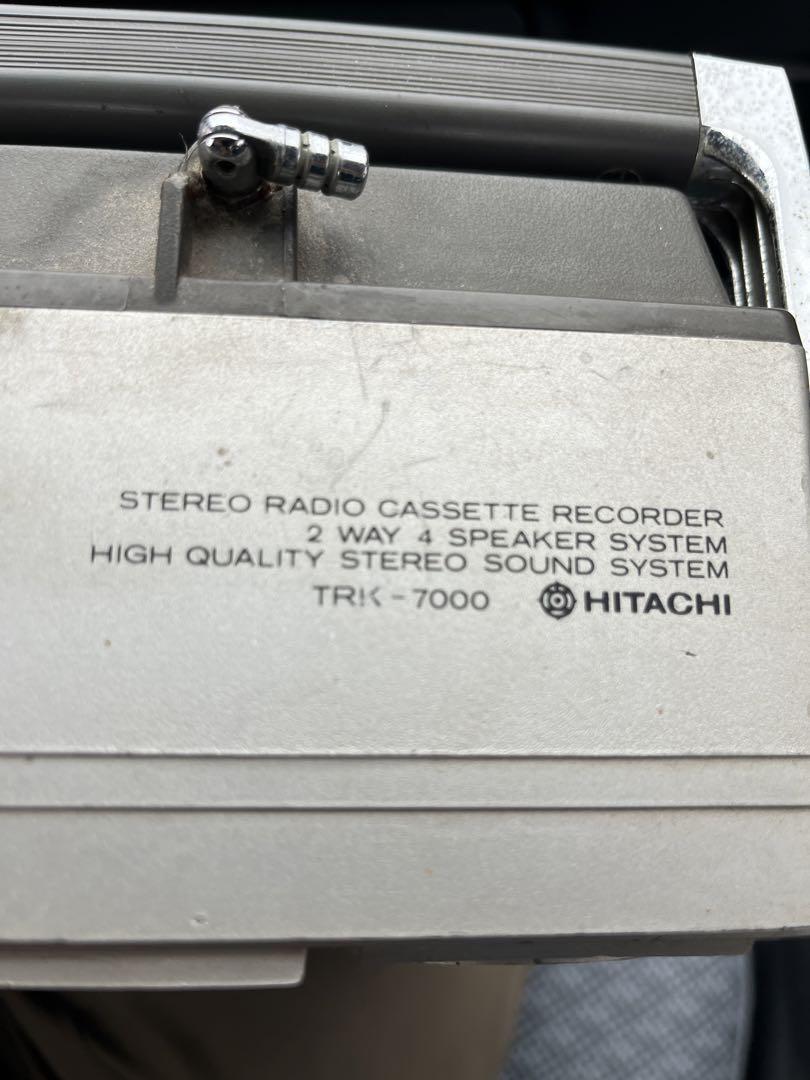 STEREO RADIO CASSETTE RECORDER
2 WAY 4 SPEAKER SYSTEM
HIGH QUALITY STEREO SOUND SYSTEM
TRK-7000 HITACHI